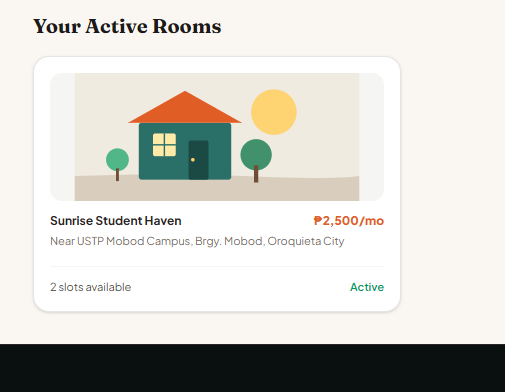 Your Active Rooms
Sunrise Student Haven ₱2,500/mo
Near USTP Mobod Campus, Brgy. Mobod, Oroquieta City
2 slots available Active